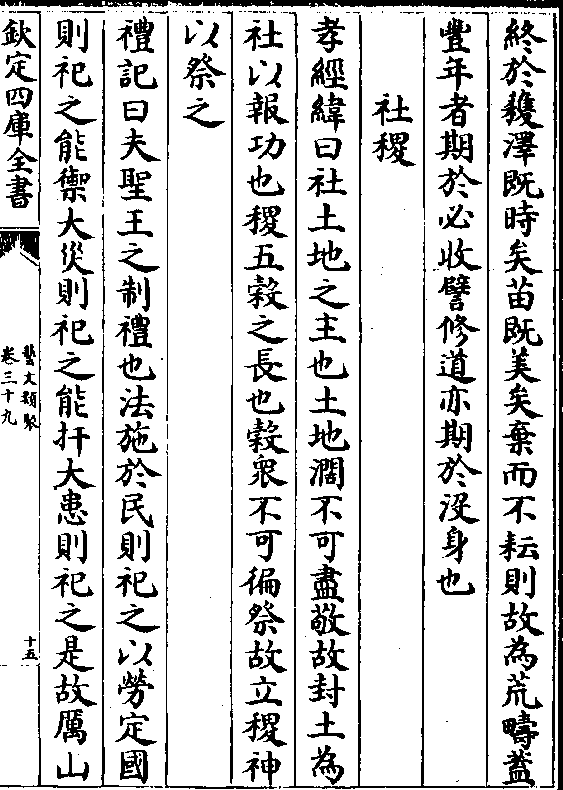 終於穫澤既時矣苗既美矣棄而不耘則故為荒疇蓋
豐年者期於必收譬修道亦期於没身也
社稷
孝經緯曰社土地之主也土地濶不可盡敬故封土為
社以報功也稷五榖之長也榖衆不可徧祭故立稷神
以祭之
禮記曰夫聖王之制禮也法施於民則祀之以勞定國
則祀之能禦大災則祀之能扞大患則祀之是故厲山
欽定四庫全書
藝文類聚
卷三十九
十五